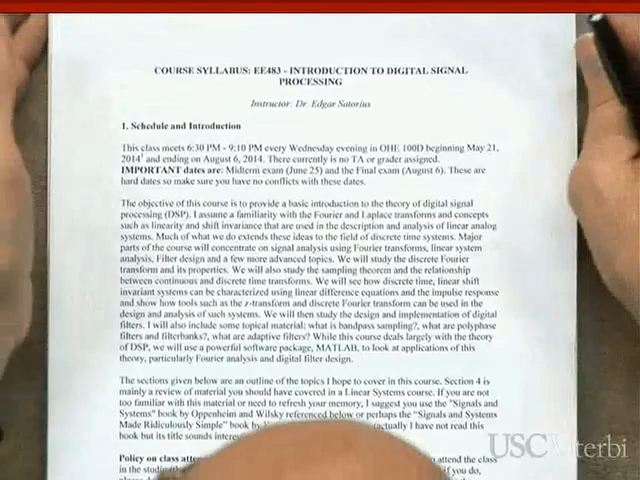 COURSE SYLLABUS: EE483 - INTRODUCTION TO DIGITAL SIGNAL
PROCESSING
Instructor: Dr. Edgar Satorius
1. Schedule and Introduction
This class meets 6:30 PM - 9:10 PM every Wednesday evening in OHE 100D beginning May 21,
2014¹ and ending on August 6, 2014. There currently is no TA or grader assigned.
IMPORTANT dates are: Midterm exam (June 25) and the Final exam (August 6). These are
hard dates so make sure you have no conflicts with these dates.
The objective of this course is to provide a basic introduction to the theory of digital signal
processing (DSP). I assume a familiarity with the Fourier and Laplace transforms and concepts
such as linearity and shift invariance that are used in the description and analysis of linear analog
systems. Much of what we do extends these ideas to the field of discrete time systems. Major
parts of the course will concentrate on signal analysis using Fourier transforms, linear system
analysis, Filter design and a few more advanced topics. We will study the discrete Fourier
transform and its properties. We will also study the sampling theorem and the relationship
between continuous and discrete time transforms. We will see how discrete time, linear shift
invariant systems can be characterized using linear difference equations and the impulse response
and show how tools such as the z-transform and discrete Fourier transform can be used in the
design and analysis of such systems. We will then study the design and implementation of digital
filters. I will also include some topical material: what is bandpass sampling?, what are polyphase
filters and filterbanks?, what are adaptive filters? While this course deals largely with the theory
of DSP, we will use a powerful software package, MATLAB, to look at applications of this
theory, particularly Fourier analysis and digital filter design.
The sections given below are an outline of the topics I hope to cover in this course. Section 4 is
mainly a review of material you should have covered in a Linear Systems course. If you are not
too familiar with this material or need to refresh your memory, I suggest you use the "Signals and
Systems" book by Oppenheim and Wilsky referenced below or perhaps the "Signals and Systems
Made Ridiculously Simple" book by actually I have not read this
book but its title sounds
Policy on class attend the class
in the if you do,
USC Viterbi